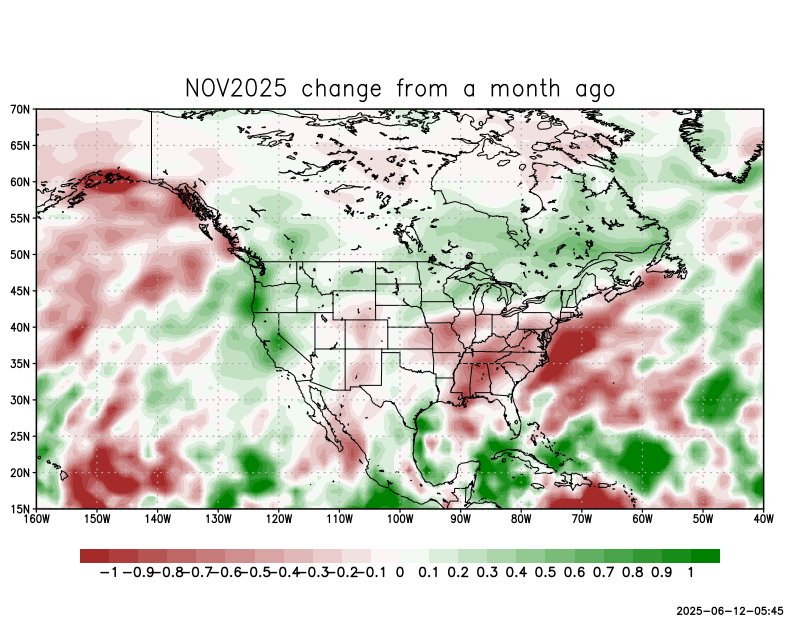 NOV2025 change from a month ago
70N
65N
60N
55N
50N
45N
40N
35N
30N
25N
20N
15N
160W 150W 140W 130W 120W 110W 100W 90W 80W 70W 60W 50W 40W
-1 -0.9 -0.8 -0.7 -0.6 -0.5 -0.4 -0.3 -0.2 -0.1 0 0.1 0.2 0.3 0.4 0.5 0.6 0.7 0.8 0.9 1
2025-06-12-05:45